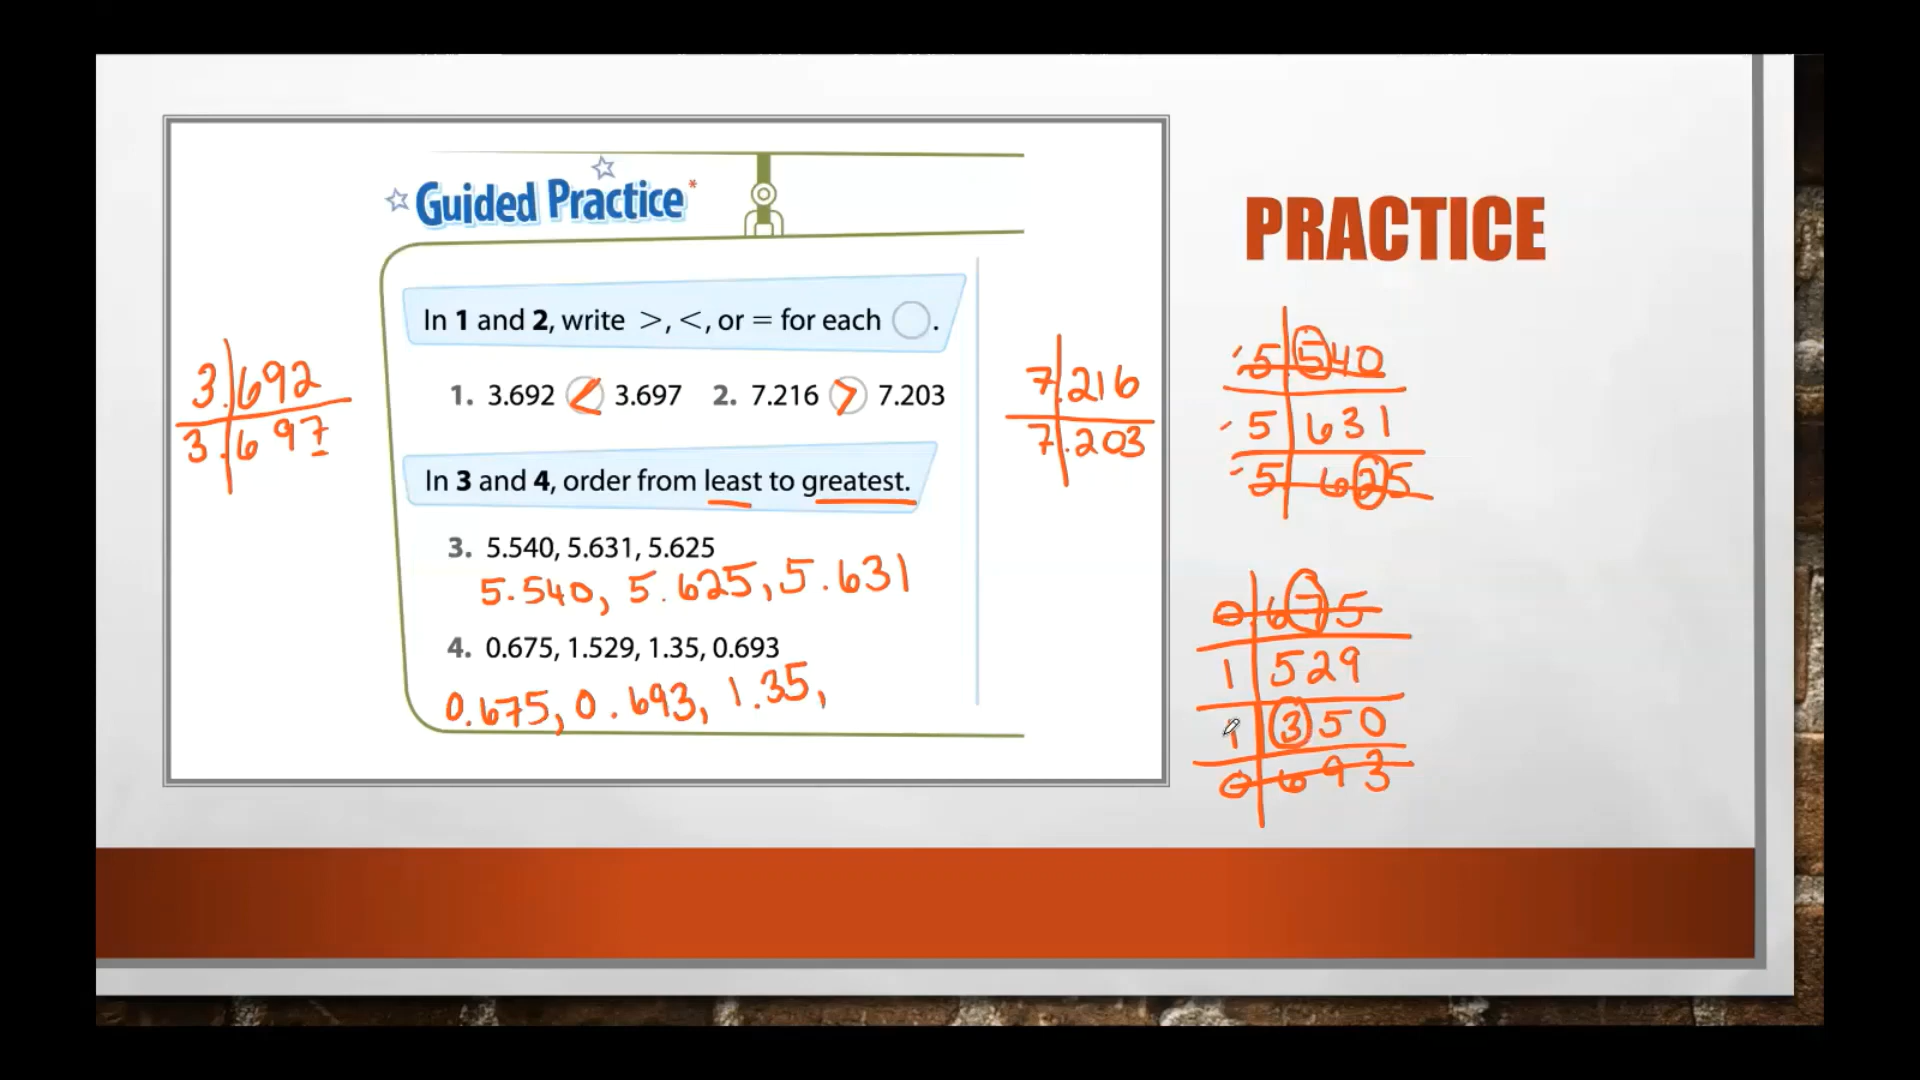 Guided Practice*
PRACTICE
In 1 and 2, write >, <, or = for each ◯.
1. 3.692 < 3.697 2. 7.216 > 7.203
3.692
3.697
7.216
7.203
In 3 and 4, order from least to greatest.
3. 5.540, 5.631, 5.625
5.540, 5.625, 5.631
4. 0.675, 1.529, 1.35, 0.693
0.675, 0.693, 1.35,
5 540
5 631
5 625
0.675
1 529
1 350
0 693